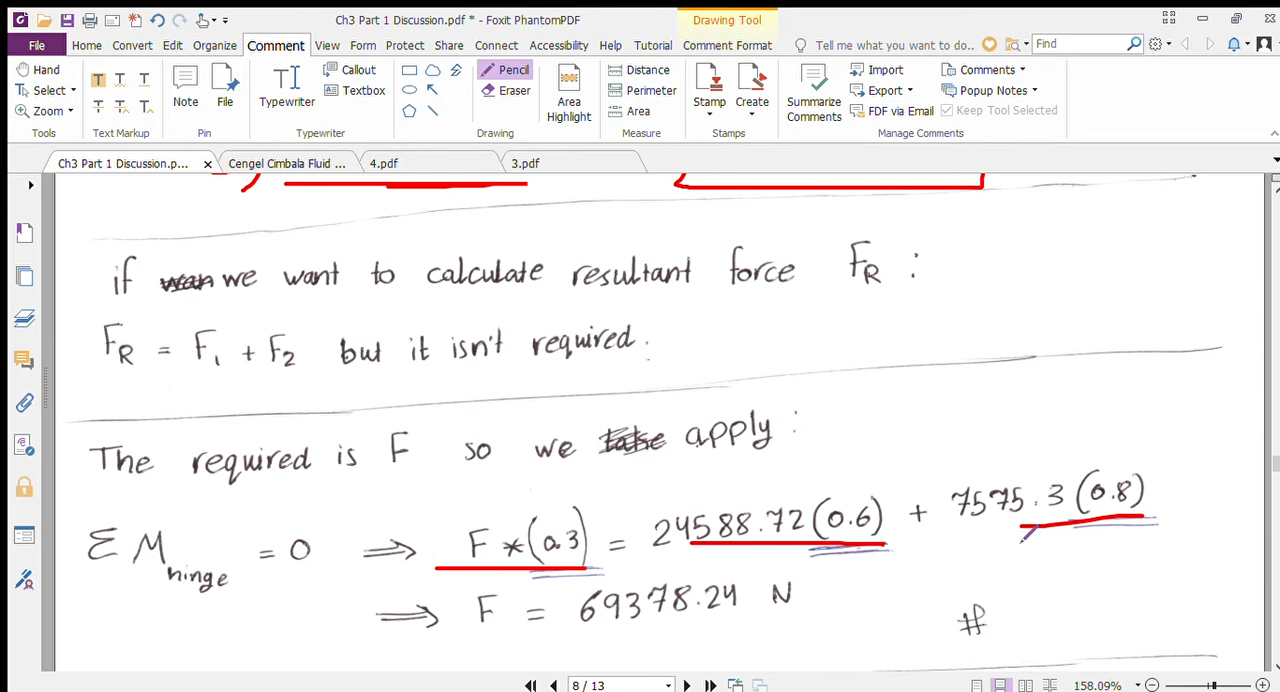 Ch3 Part 1 Discussion.pdf * - Foxit PhantomPDF
Drawing Tool
File Home Convert Edit Organize Comment View Form Protect Share Connect Accessibility Help Tutorial Comment Format Tell me what you want to do.. Find
Hand
Select
Zoom
Tools
Text Markup
Note
File
Pin
Typewriter
Callout
Textbox
Typewriter
Pencil
Eraser
Drawing
Area Highlight
Distance
Perimeter
Area
Measure
Stamp
Create
Stamps
Summarize Comments
Import
Export
FDF via Email
Comments
Popup Notes
Keep Tool Selected
Manage Comments
Ch3 Part 1 Discussion.p... × Cengel Cimbala Fluid ... 4.pdf 3.pdf
if we want to calculate resultant force FR :
FR = F1 + F2 but it isn't required.
The required is F so we apply :
Σ M hinge = 0 ⟹ F * (0.3) = 24588.72 (0.6) + 7575.3 (0.8)
⟹ F = 69378.24 N #
8 / 13
158.09%